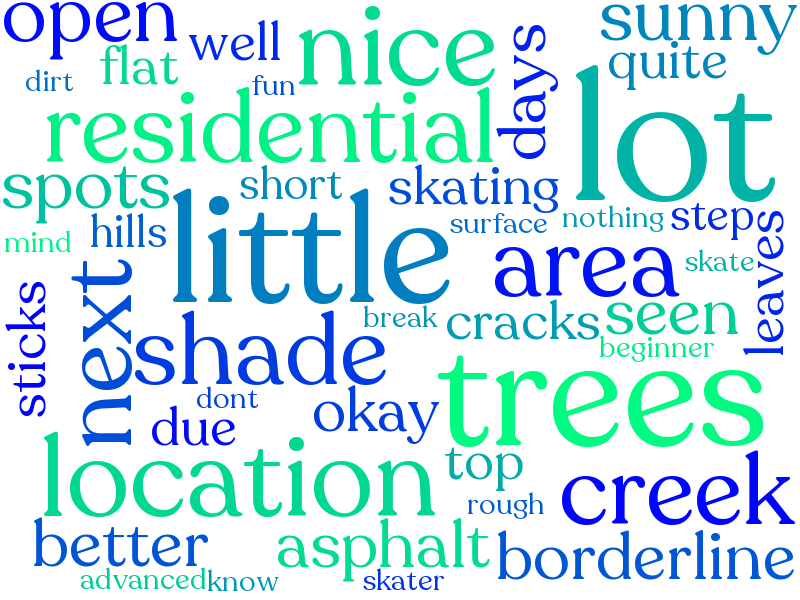 open
well
nice
days
sunny
quite
dirt
flat
fun
residential
lot
spots
short
skating
surface
nothing
step
mind
hills
little
area
skate
leaves
sticks
next
shade
break
cracks
seen
beginner
dont
okay
trees
due
location
top
creek
rough
better
asphalt
borderline
advanced
know
skater